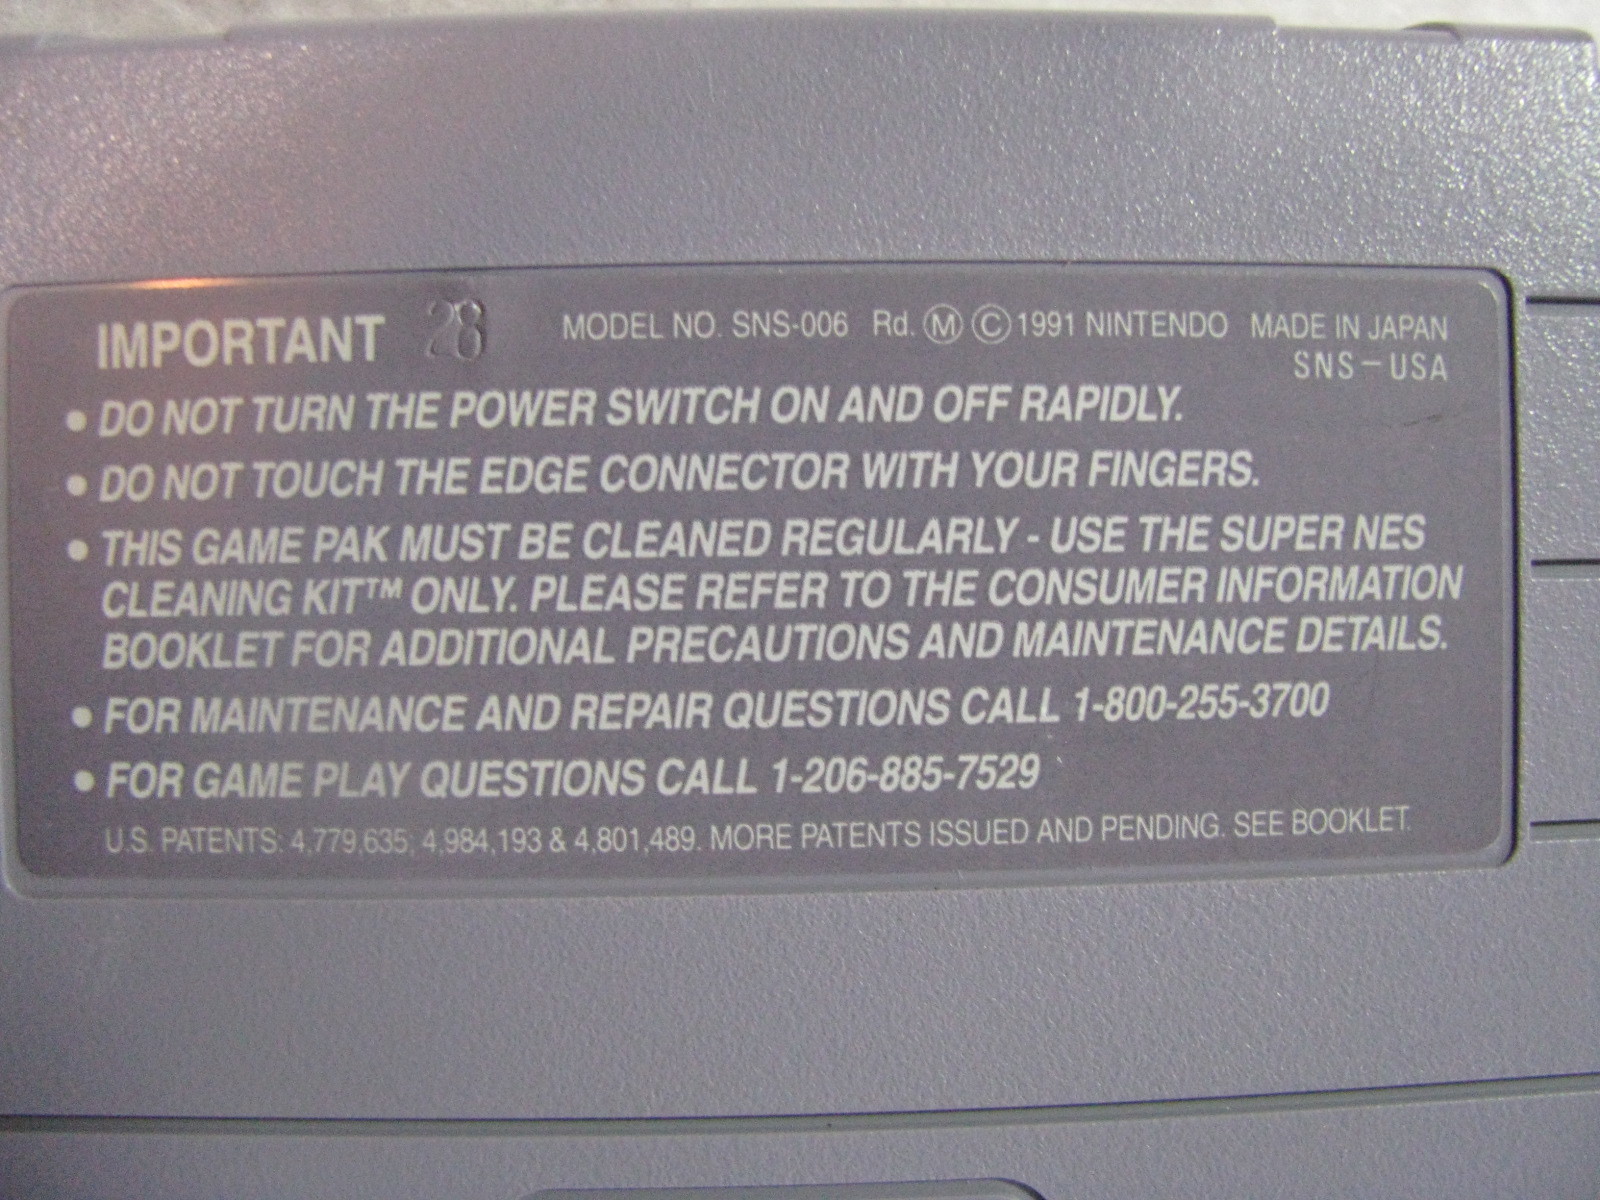 IMPORTANT 28 MODEL NO. SNS-006 Rd. Ⓜ Ⓒ 1991 NINTENDO MADE IN JAPAN
SNS-USA
• DO NOT TURN THE POWER SWITCH ON AND OFF RAPIDLY.
• DO NOT TOUCH THE EDGE CONNECTOR WITH YOUR FINGERS.
• THIS GAME PAK MUST BE CLEANED REGULARLY - USE THE SUPER NES
CLEANING KIT™ ONLY. PLEASE REFER TO THE CONSUMER INFORMATION
BOOKLET FOR ADDITIONAL PRECAUTIONS AND MAINTENANCE DETAILS.
• FOR MAINTENANCE AND REPAIR QUESTIONS CALL 1-800-255-3700
• FOR GAME PLAY QUESTIONS CALL 1-206-885-7529
U.S. PATENTS: 4,779,635; 4,984,193 & 4,801,489. MORE PATENTS ISSUED AND PENDING. SEE BOOKLET.